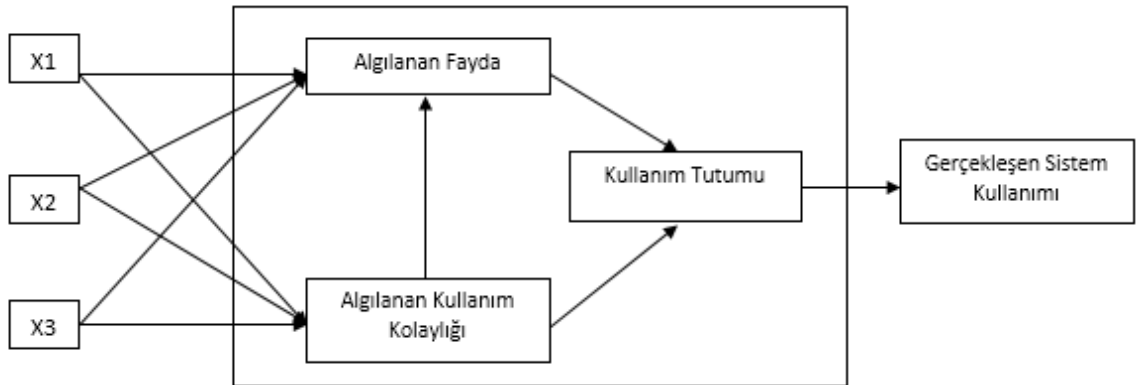 X1
Algılanan Fayda
Kullanım Tutumu
Gerçekleşen Sistem
Kullanımı
X2
Algılanan Kullanım
Kolaylığı
X3